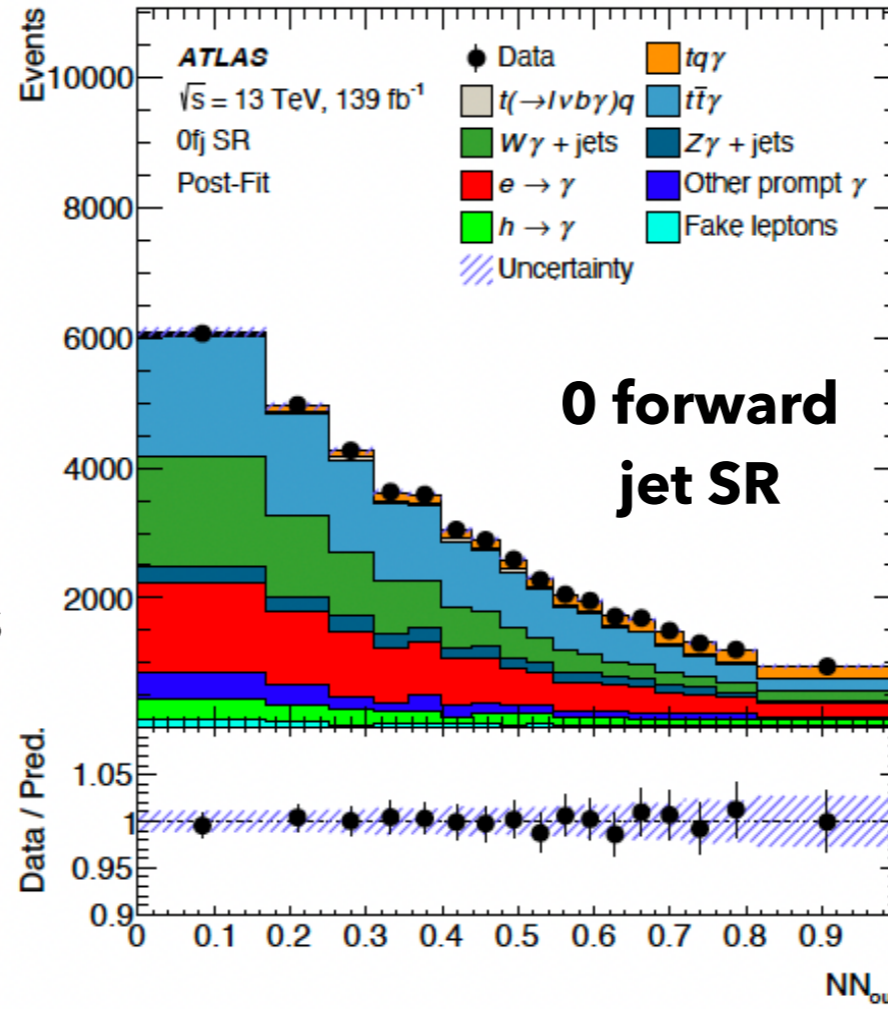 Events
10000
8000
6000
4000
2000
ATLAS
√s = 13 TeV, 139 fb⁻¹
0fj SR
Post-Fit
Data
tqγ
t(→lνbγ)q
tt̄γ
Wγ + jets
Zγ + jets
e → γ
Other prompt γ
h → γ
Fake leptons
Uncertainty
0 forward
jet SR
Data / Pred.
1.05
1
0.95
0.9
0 0.1 0.2 0.3 0.4 0.5 0.6 0.7 0.8 0.9